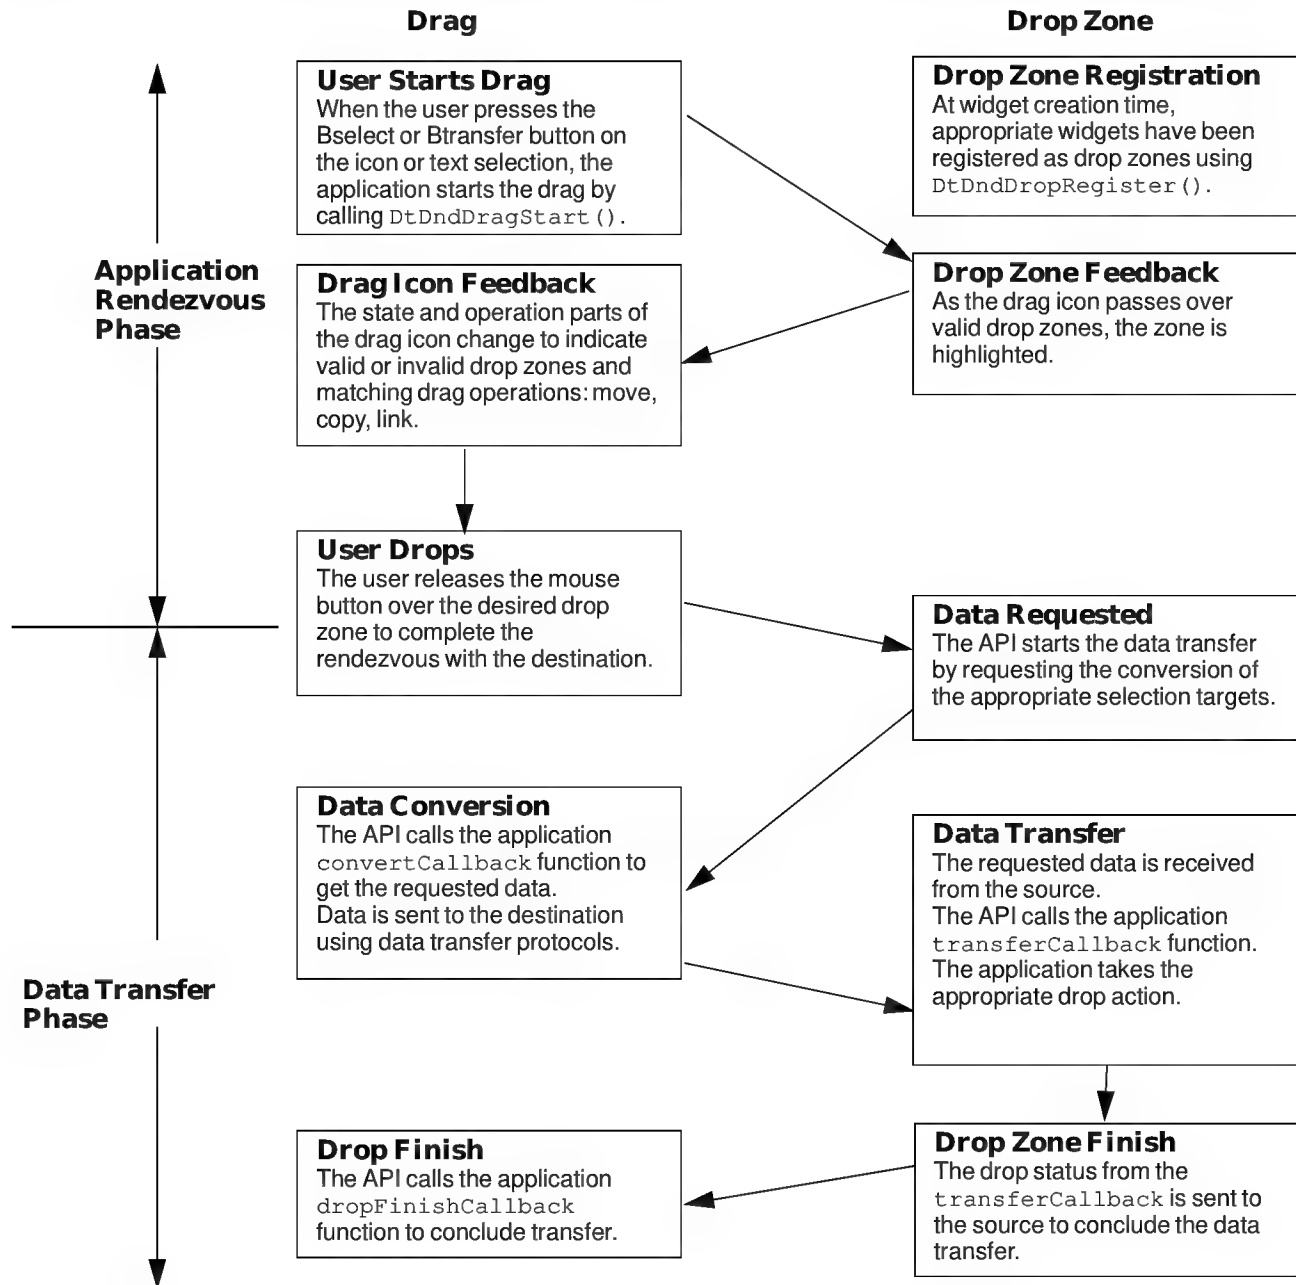 Drag
Drop Zone
User Starts Drag
When the user presses the
Bselect or Btransfer button on
the icon or text selection, the
application starts the drag by
calling DtDndDragStart().
Drop Zone Registration
At widget creation time,
appropriate widgets have been
registered as drop zones using
DtDndDropRegister().
Application
Rendezvous
Phase
Drag Icon Feedback
The state and operation parts of
the drag icon change to indicate
valid or invalid drop zones and
matching drag operations: move,
copy, link.
Drop Zone Feedback
As the drag icon passes over
valid drop zones, the zone is
highlighted.
User Drops
The user releases the mouse
button over the desired drop
zone to complete the
rendezvous with the destination.
Data Requested
The API starts the data transfer
by requesting the conversion of
the appropriate selection targets.
Data Conversion
The API calls the application
convertCallback function to
get the requested data.
Data is sent to the destination
using data transfer protocols.
Data Transfer
The requested data is received
from the source.
The API calls the application
transferCallback function.
The application takes the
appropriate drop action.
Data Transfer
Phase
Drop Finish
The API calls the application
dropFinishCallback
function to conclude transfer.
Drop Zone Finish
The drop status from the
transferCallback is sent to
the source to conclude the data
transfer.